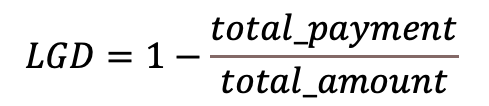 LGD = 1 − total_payment / total_amount